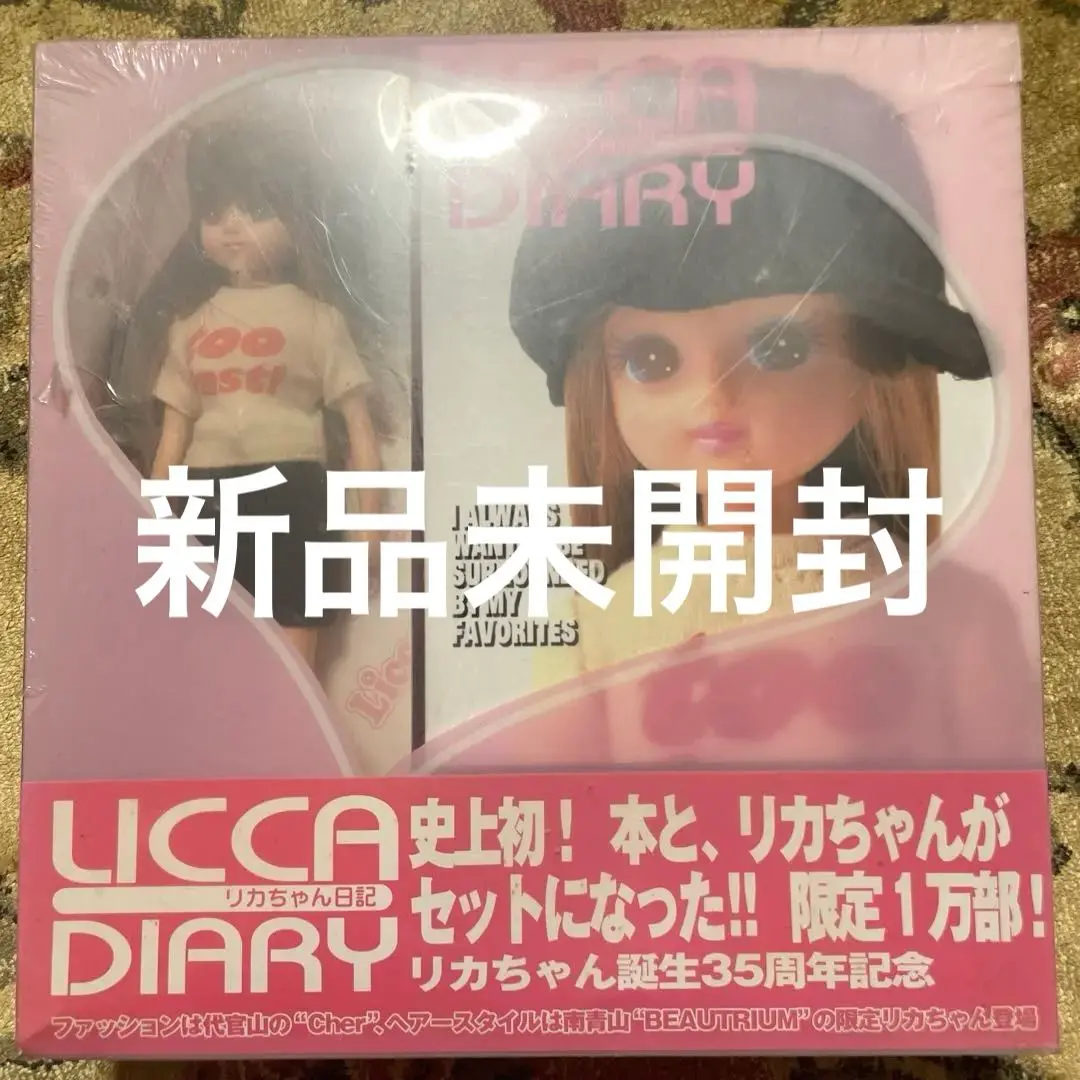 DIARY
新品未開封
I ALWAYS
SURROUNDED
BY MY
FAVORITES
LICCA
リカちゃん日記
DIARY
史上初！ 本と、リカちゃんが
セットになった!! 限定1万部！
リカちゃん誕生35周年記念
ファッションは代官山の“Cher”、ヘアースタイルは南青山“BEAUTRIUM”の限定リカちゃん登場